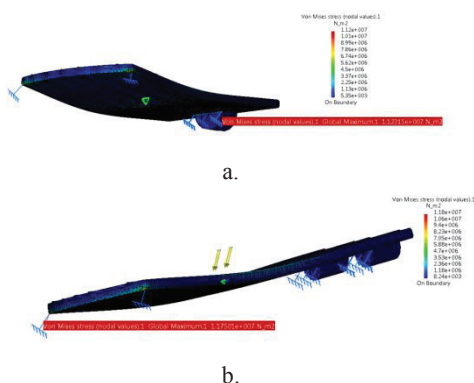 Von Mises stress (nodal values).1
N_m2
1.12e+007
1.01e+007
8.99e+006
7.86e+006
6.74e+006
5.62e+006
4.5e+006
3.37e+006
2.25e+006
1.13e+006
5.35e+003
On Boundary
Von Mises stress (nodal values).1 Global Maximum:1 1.12315e+007 N_m2
a.
Von Mises stress (nodal values).1
N_m2
1.18e+007
1.06e+007
9.4e+006
8.23e+006
7.05e+006
5.88e+006
4.7e+006
3.53e+006
2.36e+006
1.18e+006
8.24e+003
On Boundary
Von Mises stress (nodal values).1 Global Maximum:1 1.17501e+007 N_m2
b.